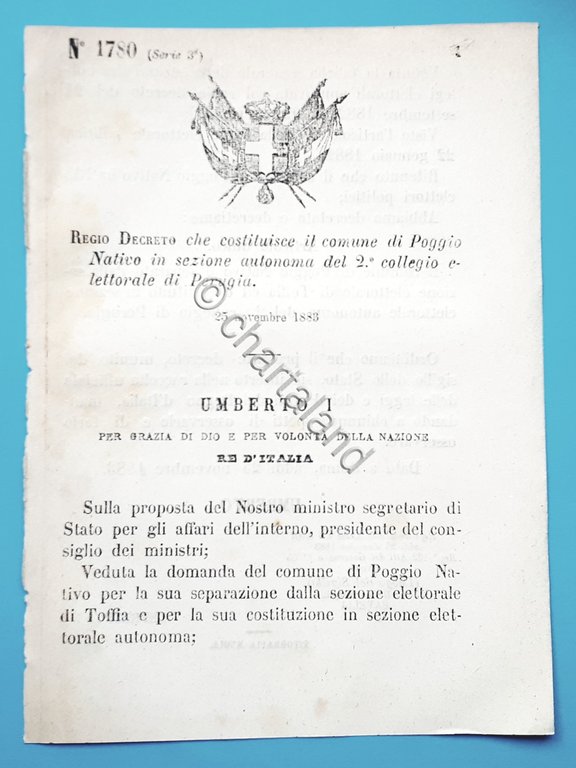 N° 1780 (Serie 3ª)
REGIO DECRETO che costituisce il comune di Poggio
Nativo in sezione autonoma del 2.° collegio e-
lettorale di Perugia.
25 novembre 1883
UMBERTO I
PER GRAZIA DI DIO E PER VOLONTÀ DELLA NAZIONE
RE D'ITALIA
Sulla proposta del Nostro ministro segretario di
Stato per gli affari dell'interno, presidente del con-
siglio dei ministri;
Veduta la domanda del comune di Poggio Na-
tivo per la sua separazione dalla sezione elettorale
di Toffia e per la sua costituzione in sezione elet-
torale autonoma;
© chartaland